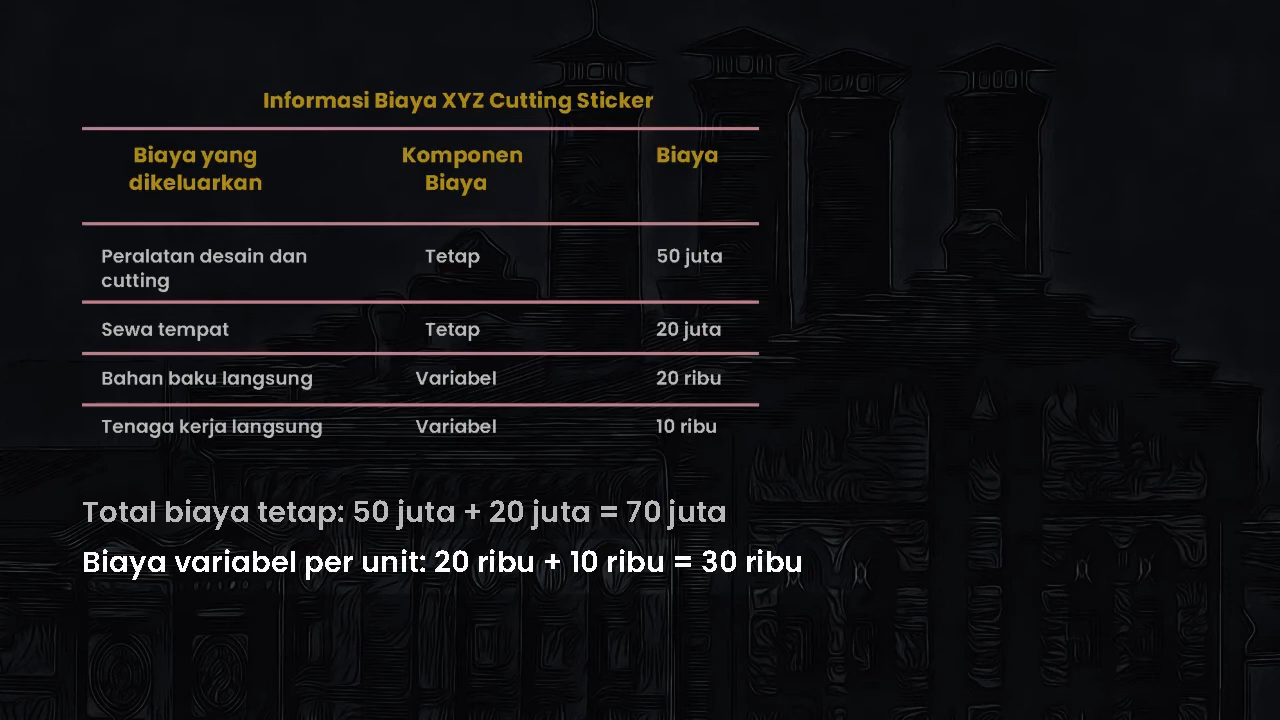 Informasi Biaya XYZ Cutting Sticker
Biaya yang dikeluarkan Komponen Biaya Biaya
Peralatan desain dan cutting Tetap 50 juta
Sewa tempat Tetap 20 juta
Bahan baku langsung Variabel 20 ribu
Tenaga kerja langsung Variabel 10 ribu
Total biaya tetap: 50 juta + 20 juta = 70 juta
Biaya variabel per unit: 20 ribu + 10 ribu = 30 ribu